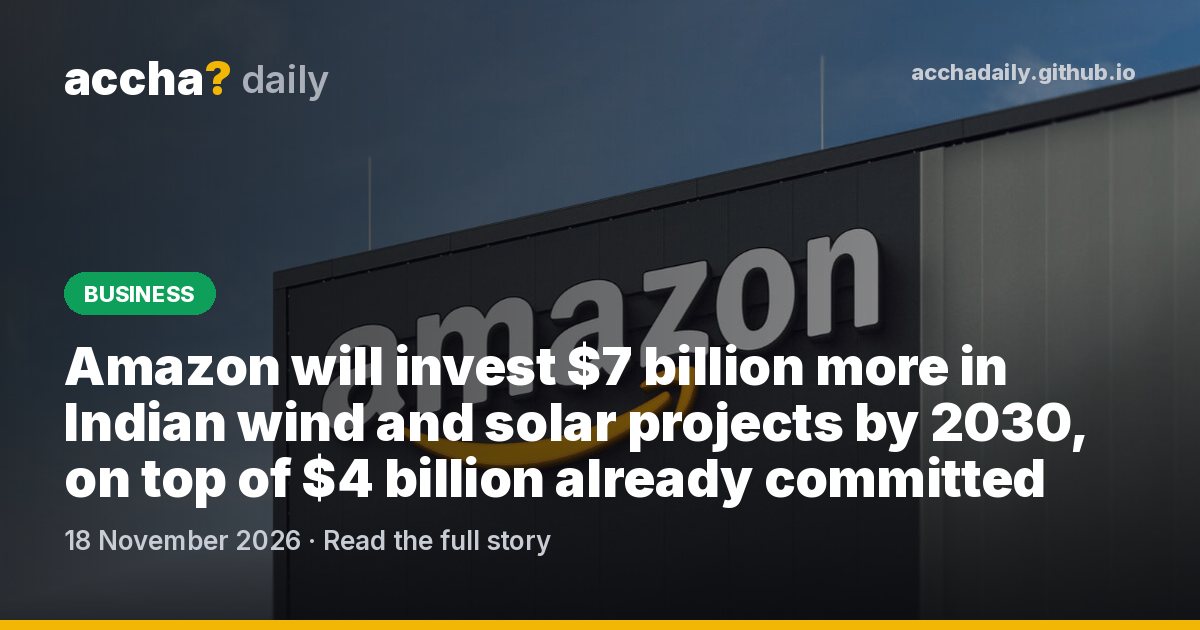 accha? daily
acchadaily.github.io
amazon
BUSINESS
Amazon will invest $7 billion more in
Indian wind and solar projects by 2030,
on top of $4 billion already committed
18 November 2026 · Read the full story